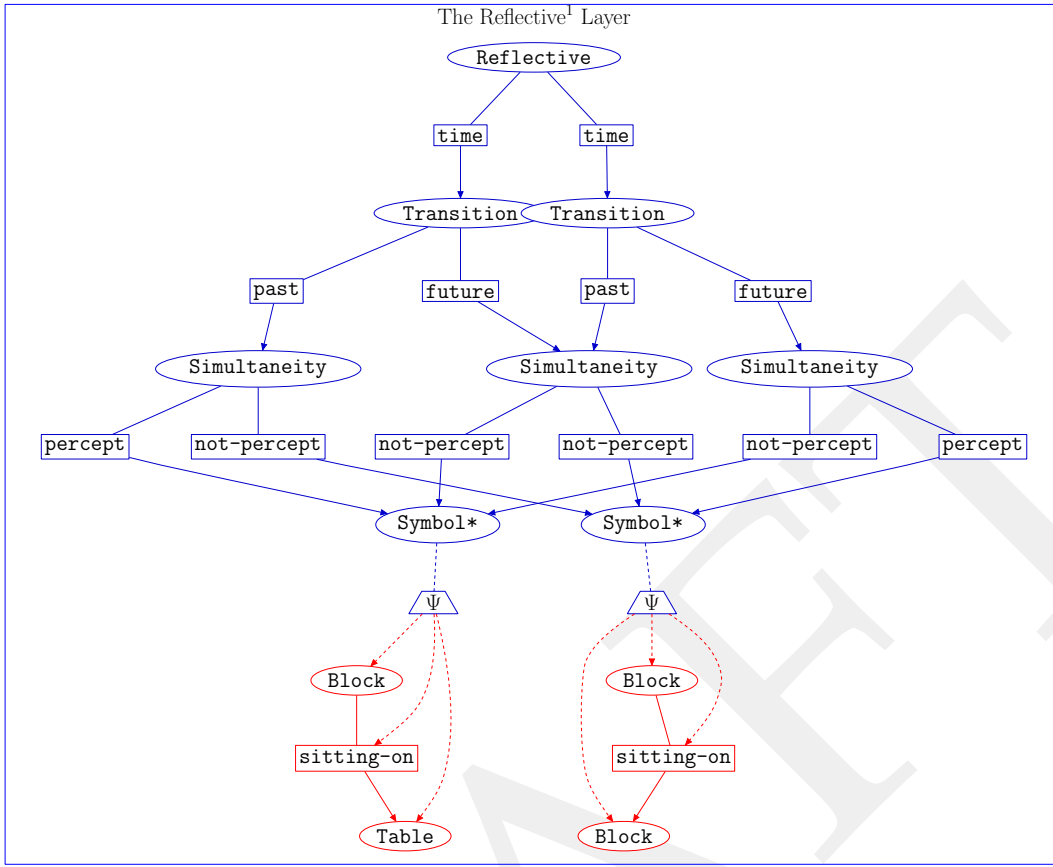 The Reflective¹ Layer
Reflective
time time
Transition Transition
past future past future
Simultaneity Simultaneity Simultaneity
percept not-percept not-percept not-percept not-percept percept
Symbol* Symbol*
Ψ Ψ
Block Block
sitting-on sitting-on
Table Block